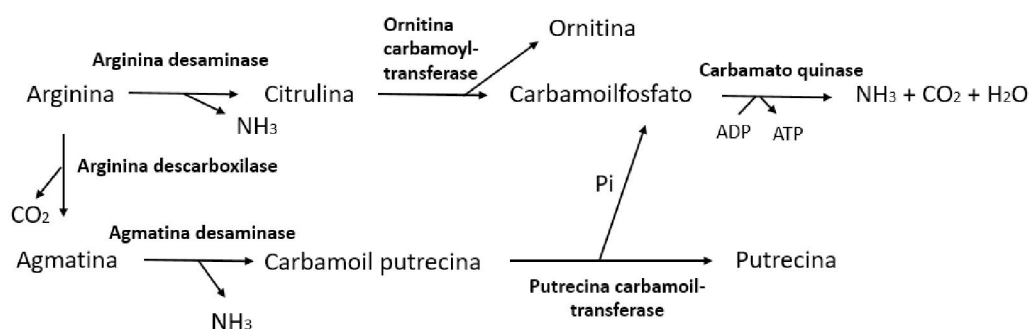 Ornitina
carbamoyl-
transferase
Ornitina
Arginina desaminase
Carbamato quinase
Arginina
Citrulina
Carbamoilfosfato
NH3 + CO2 + H2O
NH3
ADP
ATP
Arginina descarboxilase
CO2
Pi
Agmatina desaminase
Agmatina
Carbamoil putrecina
Putrecina
Putrecina carbamoil-
transferase
NH3